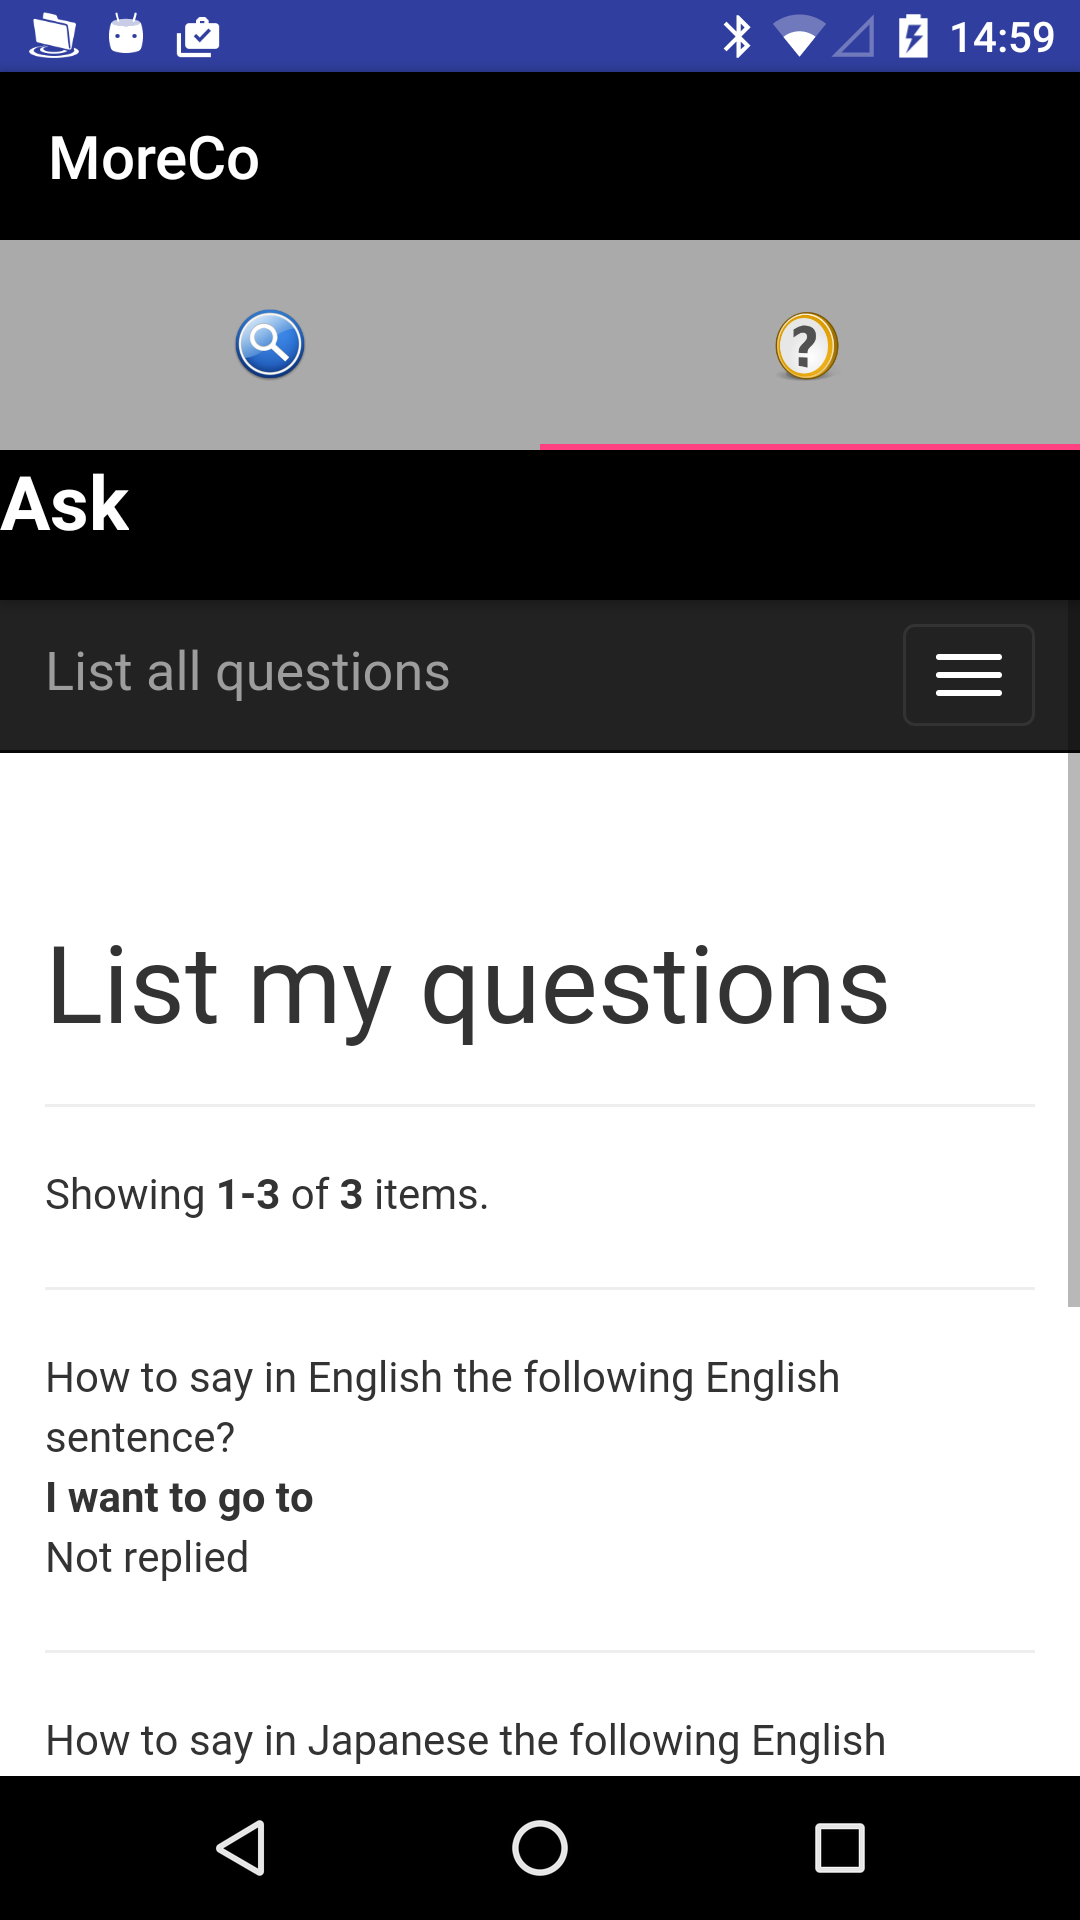 14:59
MoreCo
?
Ask
List all questions
List my questions
Showing 1-3 of 3 items.
How to say in English the following English
sentence?
I want to go to
Not replied
How to say in Japanese the following English